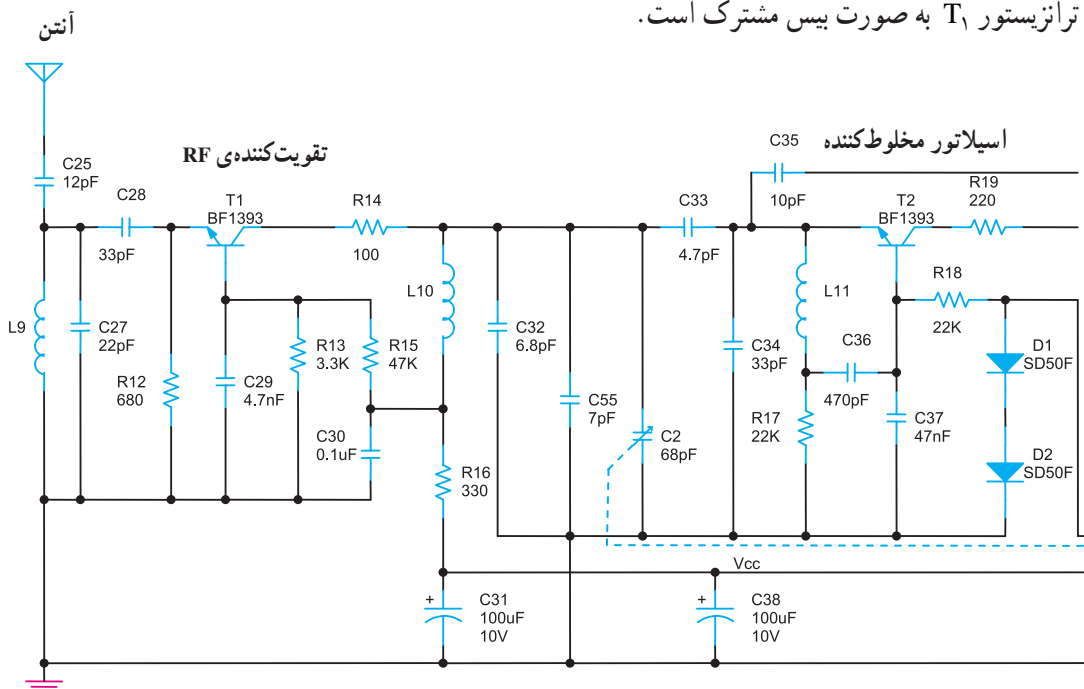 ترانزیستور T۱ به صورت بیس مشترک است.
آنتن
تقویت‌کننده‌ی RF
اسیلاتور مخلوط‌کننده
C25
12pF
C28
33pF
T1
BF1393
R14
100
C33
4.7pF
C35
10pF
T2
BF1393
R19
220
L9
C27
22pF
R12
680
C29
4.7nF
R13
3.3K
R15
47K
C30
0.1uF
L10
R16
330
C32
6.8pF
C55
7pF
C2
68pF
C34
33pF
L11
C36
470pF
R17
22K
R18
22K
C37
47nF
D1
SD50F
D2
SD50F
Vcc
+
C31
100uF
10V
+
C38
100uF
10V